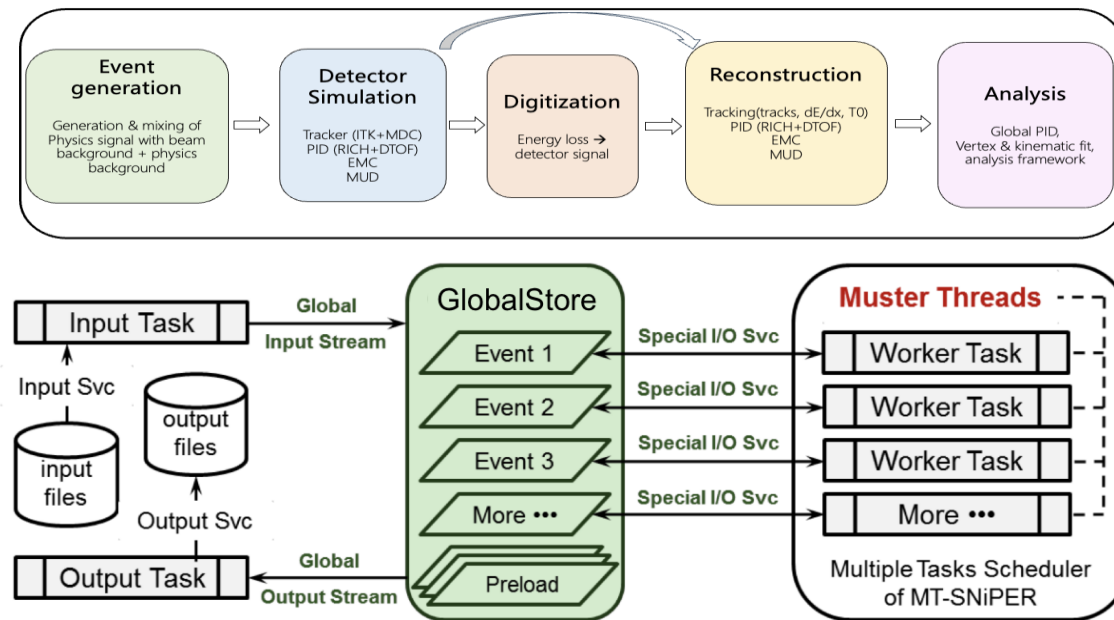 Event
generation
Generation & mixing of
Physics signal with beam
background + physics
background
Detector
Simulation
Tracker (ITK+MDC)
PID (RICH+DTOF)
EMC
MUD
Digitization
Energy loss →
detector signal
Reconstruction
Tracking(tracks, dE/dx, T0)
PID (RICH+DTOF)
EMC
MUD
Analysis
Global PID,
Vertex & kinematic fit,
analysis framework
Input Task
Input Svc
input
files
output
files
Output Svc
Output Task
Global
Input Stream
Global
Output Stream
GlobalStore
Event 1
Event 2
Event 3
More •••
Preload
Special I/O Svc
Special I/O Svc
Special I/O Svc
Special I/O Svc
Muster Threads
Worker Task
Worker Task
Worker Task
More •••
Multiple Tasks Scheduler
of MT-SNiPER